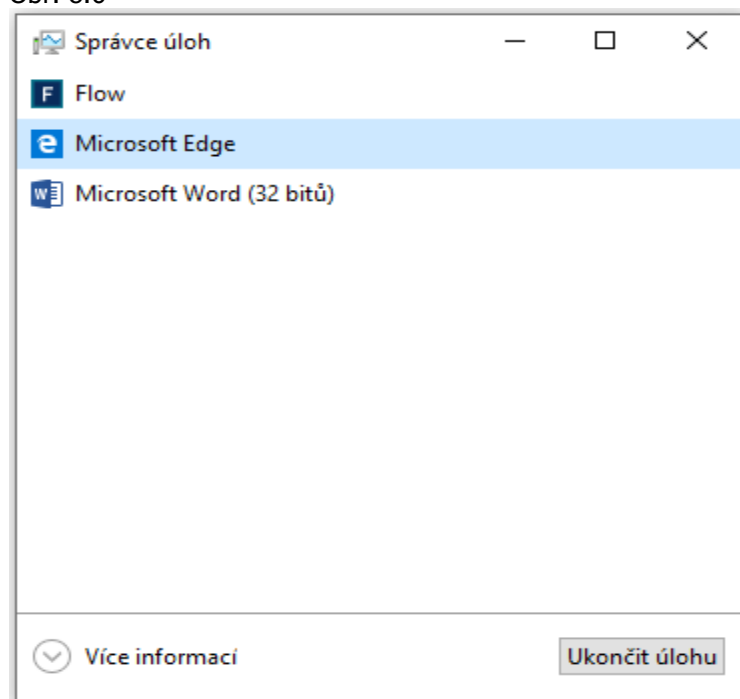 Správce úloh
Flow
Microsoft Edge
Microsoft Word (32 bitů)
Více informací
Ukončit úlohu